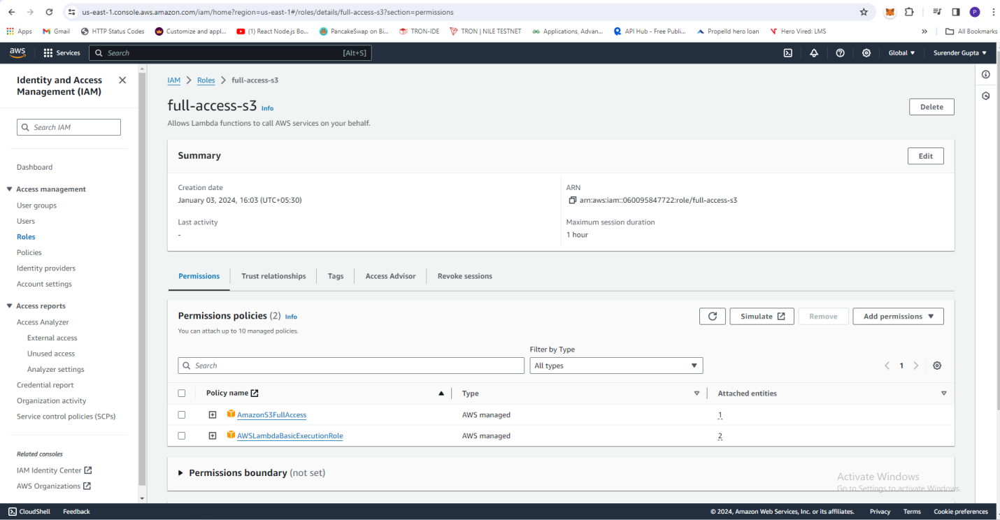 us-east-1.console.aws.amazon.com/iam/home?region=us-east-1#/roles/details/full-access-s3?section=permissions
P
Apps Gmail HTTP Status Codes Customize and appl... (1) React Node.js Bo... PancakeSwap on Bi... TRON-IDE TRON | NILE TESTNET Applications, Advan... API Hub - Free Publi... Propelld hero loan Hero Vired: LMS » All Bookmarks
aws Services Search [Alt+S] Global Surender Gupta
Identity and Access
Management (IAM)
Search IAM
Dashboard
Access management
User groups
Users
Roles
Policies
Identity providers
Account settings
Access reports
Access Analyzer
External access
Unused access
Analyzer settings
Credential report
Organization activity
Service control policies (SCPs)
Related consoles
IAM Identity Center
AWS Organizations
IAM > Roles > full-access-s3
full-access-s3 Info
Delete
Allows Lambda functions to call AWS services on your behalf.
Summary
Edit
Creation date
January 03, 2024, 16:03 (UTC+05:30)
ARN
arn:aws:iam::060095847722:role/full-access-s3
Last activity
-
Maximum session duration
1 hour
Permissions Trust relationships Tags Access Advisor Revoke sessions
Permissions policies (2) Info
Simulate Remove Add permissions
You can attach up to 10 managed policies.
Filter by Type
Search All types 1
Policy name Type Attached entities
AmazonS3FullAccess AWS managed 1
AWSLambdaBasicExecutionRole AWS managed 2
Permissions boundary (not set)
Activate Windows
Go to Settings to activate Windows.
CloudShell Feedback © 2024, Amazon Web Services, Inc. or its affiliates. Privacy Terms Cookie preferences